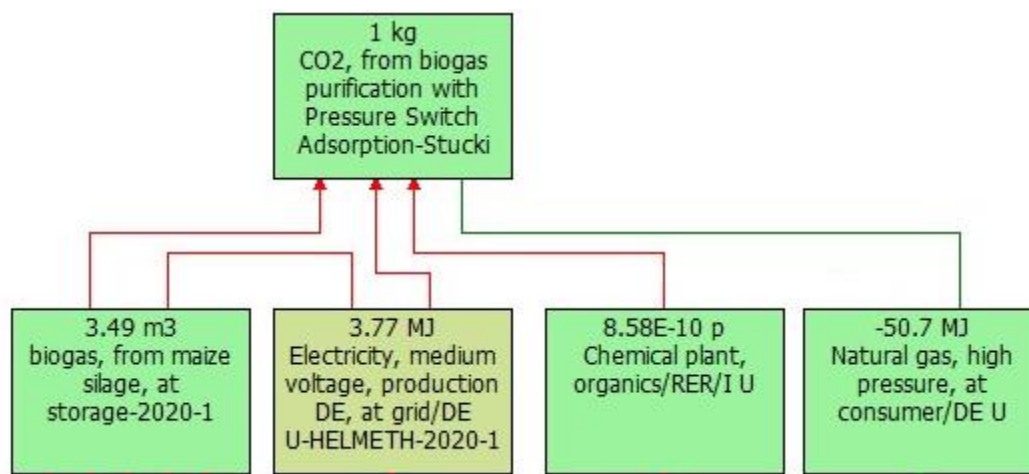 1 kg
CO2, from biogas
purification with
Pressure Switch
Adsorption-Stucki
3.49 m3
biogas, from maize
silage, at
storage-2020-1
3.77 MJ
Electricity, medium
voltage, production
DE, at grid/DE
U-HELMETH-2020-1
8.58E-10 p
Chemical plant,
organics/RER/I U
-50.7 MJ
Natural gas, high
pressure, at
consumer/DE U